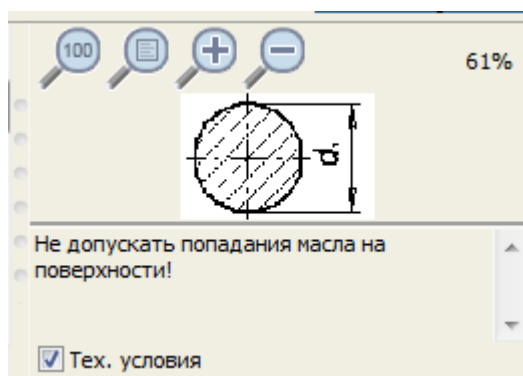 100
61%
d
Не допускать попадания масла на
поверхности!
Тех. условия